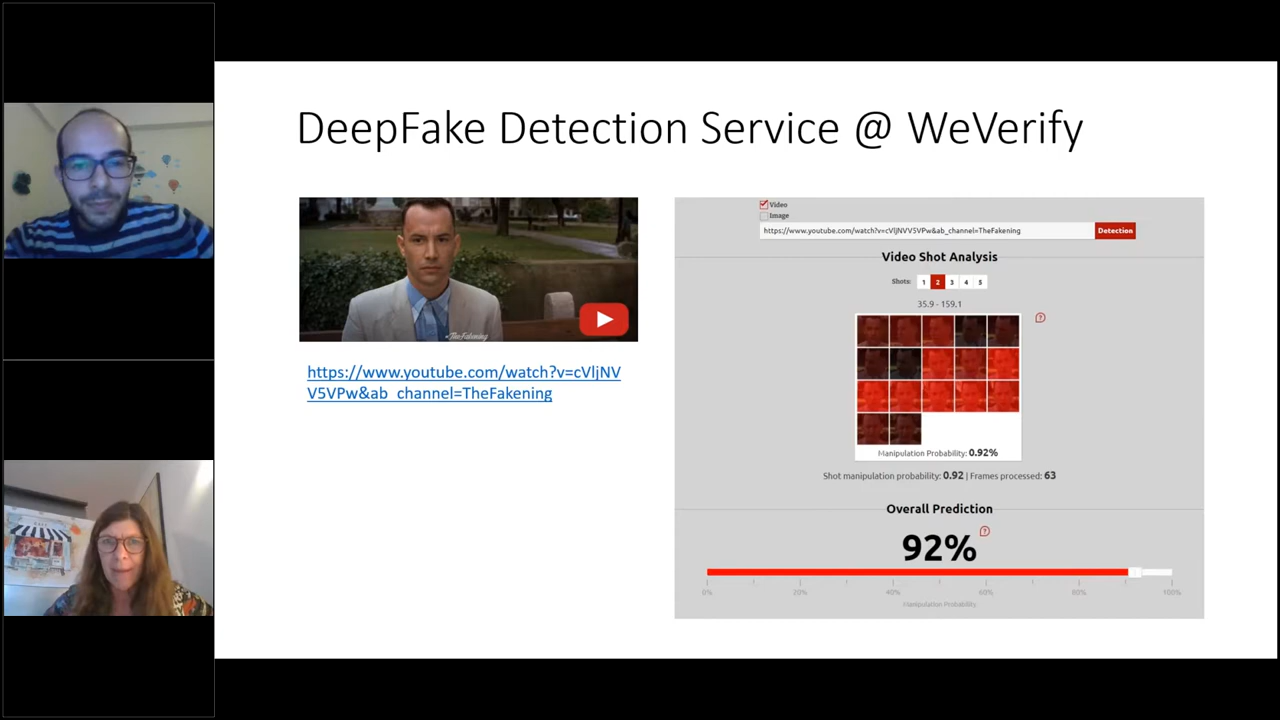 DeepFake Detection Service @ WeVerify
TheFakening
https://www.youtube.com/watch?v=cVljNV
V5VPw&ab_channel=TheFakening
Video
Image
https://www.youtube.com/watch?v=cVljNVV5VPw&ab_channel=TheFakening
Detection
Video Shot Analysis
Shots: 1 2 3 4 5
35.9 - 159.1
Manipulation Probability: 0.92%
Shot manipulation probability: 0.92 | Frames processed: 63
Overall Prediction
92%
0% 20% 40% 60% 80% 100%
Manipulation Probability